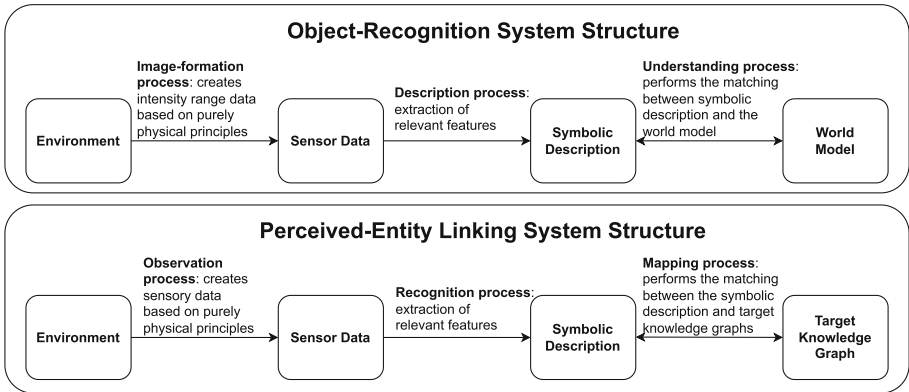 Object-Recognition System Structure
Image-formation
process: creates
intensity range data
based on purely
physical principles
Description process:
extraction of
relevant features
Understanding process:
performs the matching
between symbolic
description and the
world model
Environment
Sensor Data
Symbolic
Description
World
Model
Perceived-Entity Linking System Structure
Observation
process: creates
sensory data
based on purely
physical principles
Recognition process:
extraction of
relevant features
Mapping process:
performs the matching
between the symbolic
description and target
knowledge graphs
Environment
Sensor Data
Symbolic
Description
Target
Knowledge
Graph